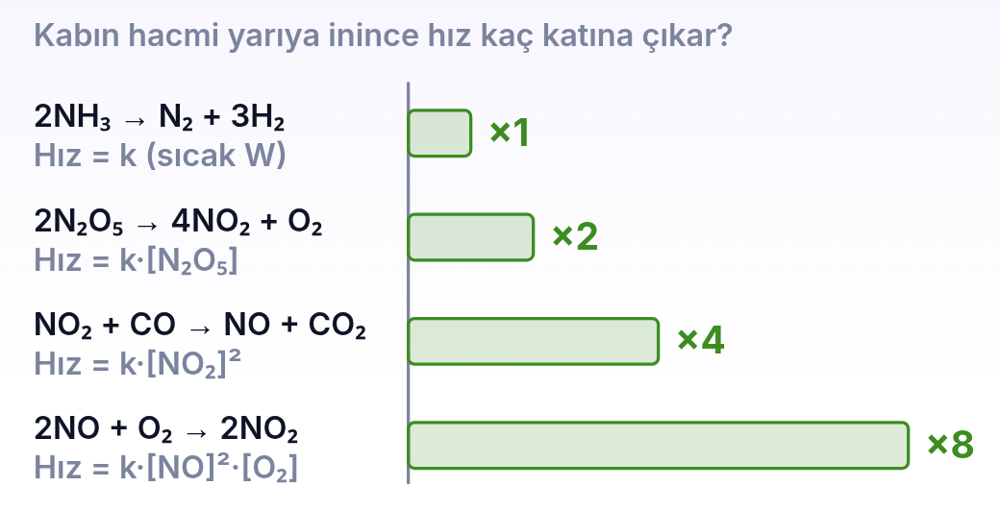 Kabın hacmi yarıya inince hız kaç katına çıkar?
2NH₃ → N₂ + 3H₂
Hız = k (sıcak W)
×1
2N₂O₅ → 4NO₂ + O₂
Hız = k·[N₂O₅]
×2
NO₂ + CO → NO + CO₂
Hız = k·[NO₂]²
×4
2NO + O₂ → 2NO₂
Hız = k·[NO]²·[O₂]
×8